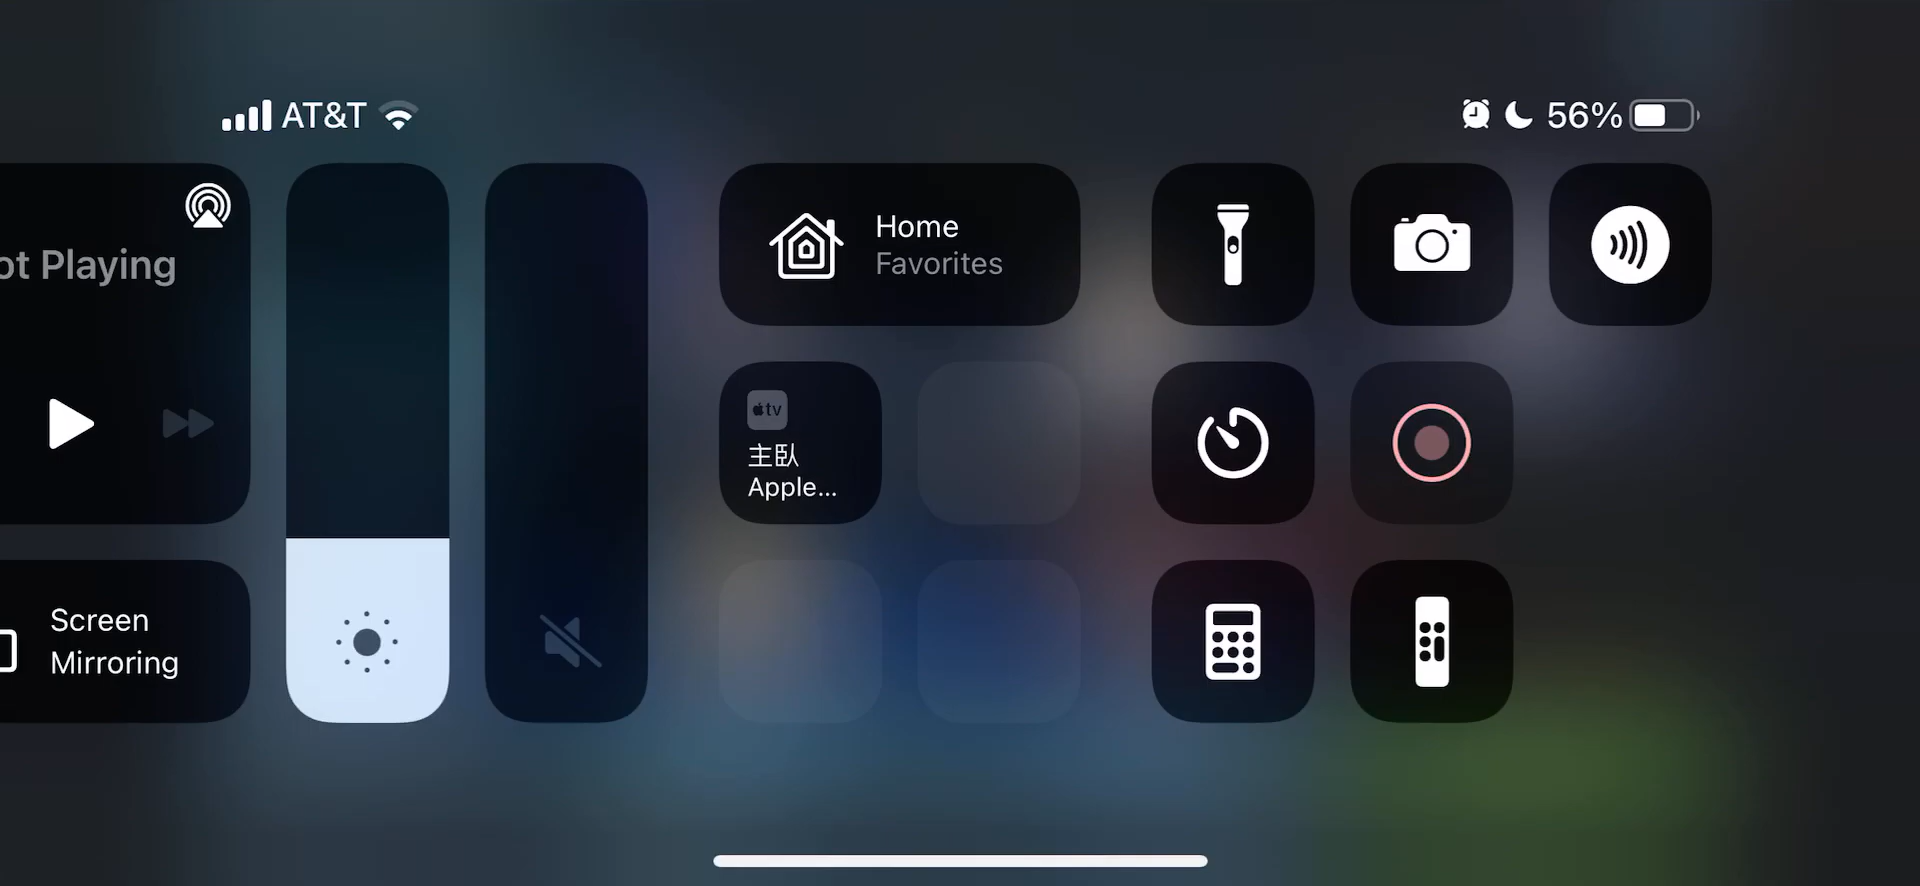 AT&T
56%
ot Playing
Home
Favorites
tv
主臥
Apple...
Screen
Mirroring